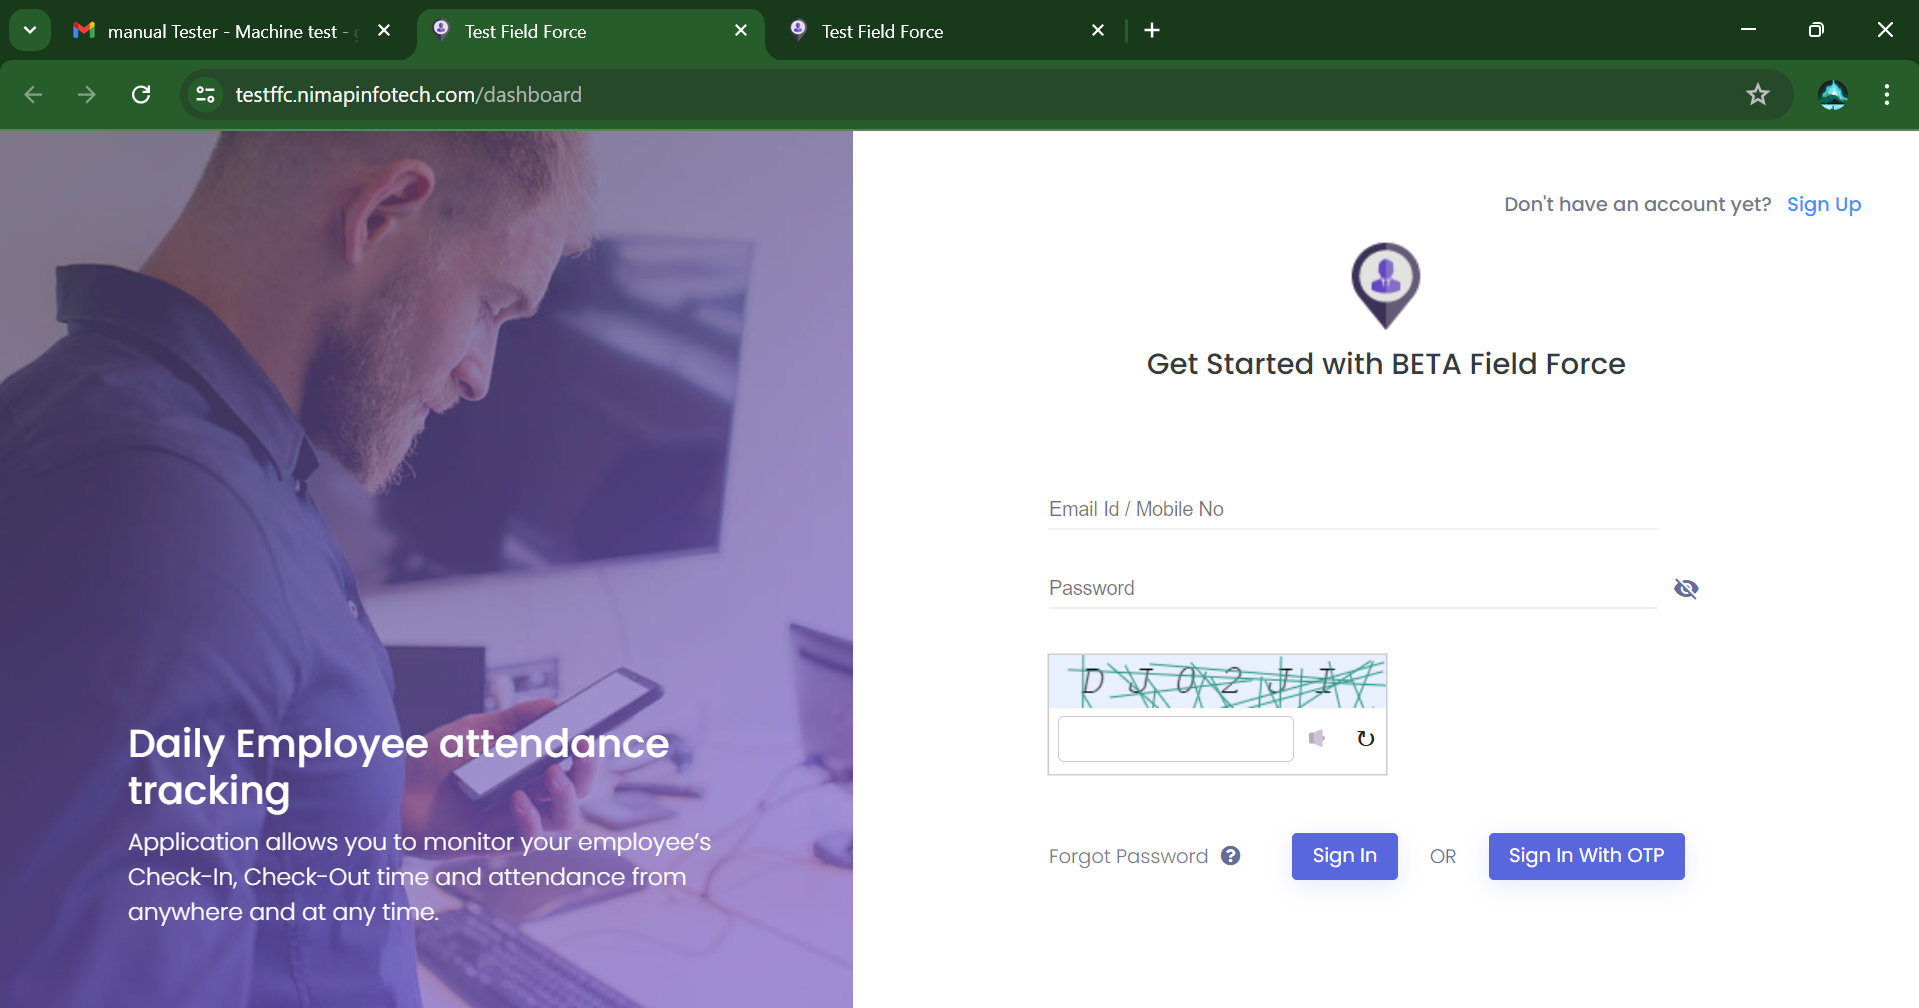 manual Tester - Machine test -
Test Field Force
Test Field Force
testffc.nimapinfotech.com/dashboard
Don't have an account yet? Sign Up
Get Started with BETA Field Force
Email Id / Mobile No
Password
Daily Employee attendance
tracking
Application allows you to monitor your employee’s
Check-In, Check-Out time and attendance from
anywhere and at any time.
Forgot Password
Sign In
OR
Sign In With OTP